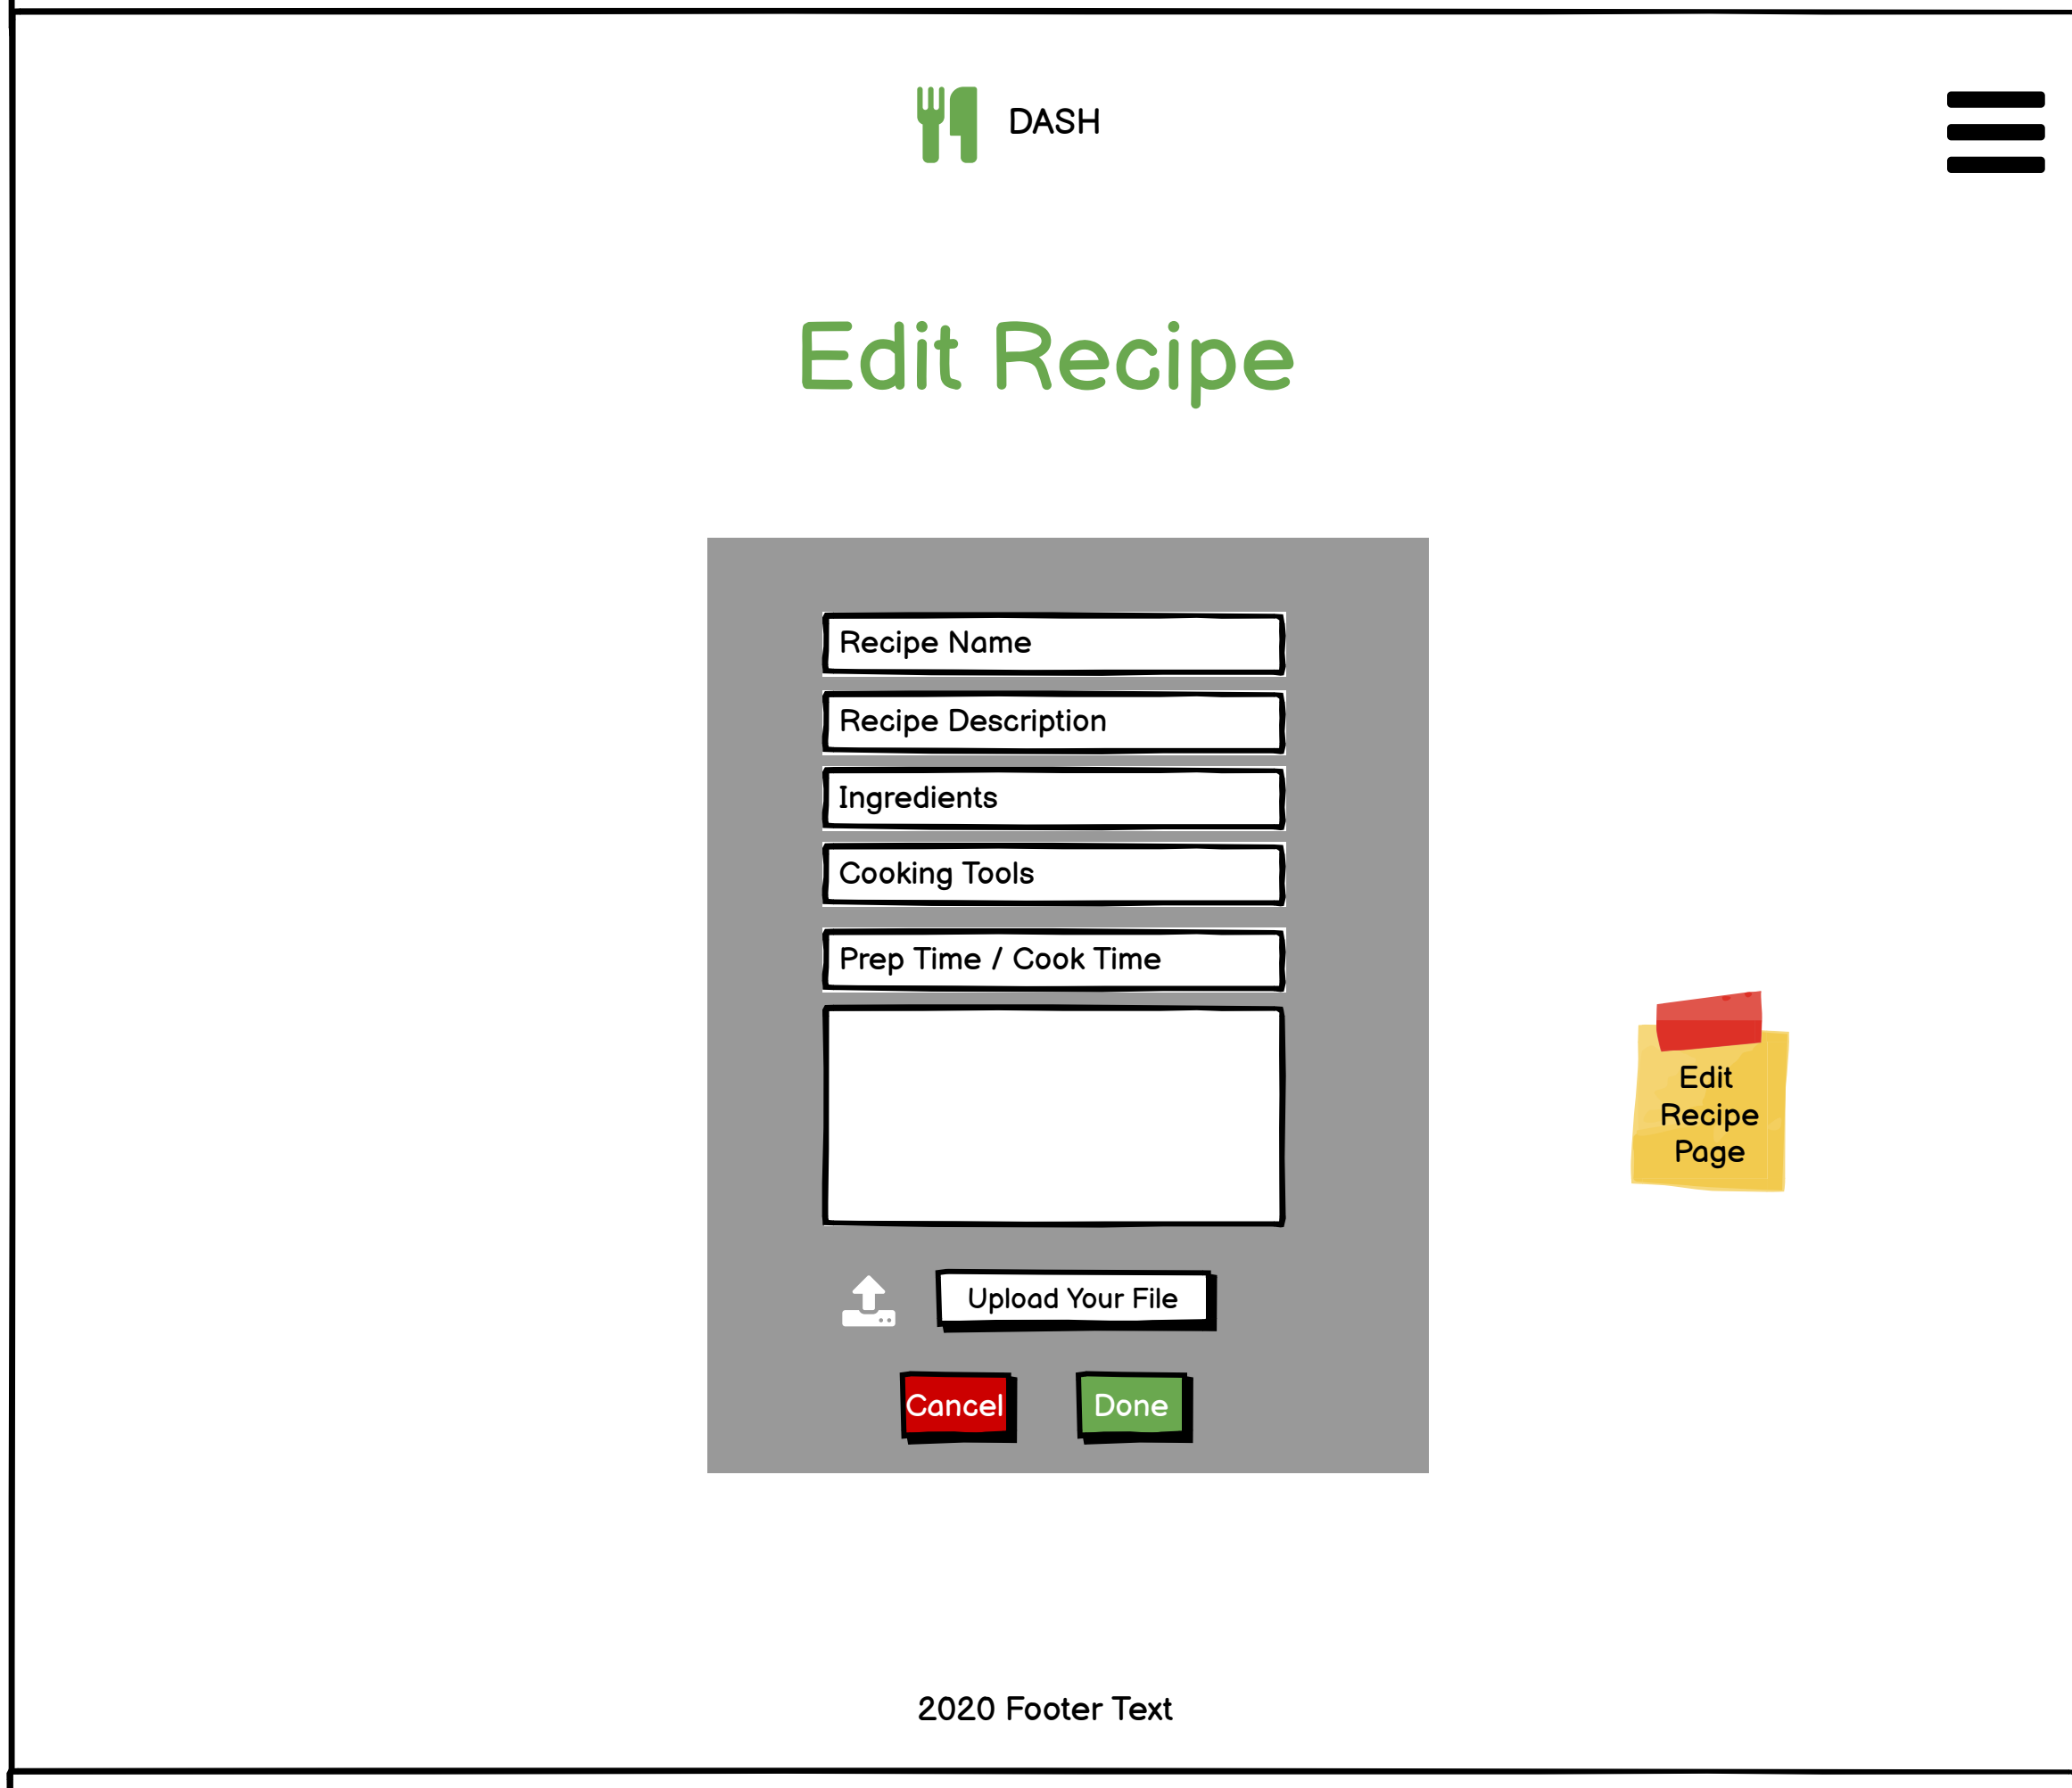 DASH
Edit Recipe
Recipe Name
Recipe Description
Ingredients
Cooking Tools
Prep Time / Cook Time
Edit
Recipe
Page
Upload Your File
Cancel
Done
2020 Footer Text